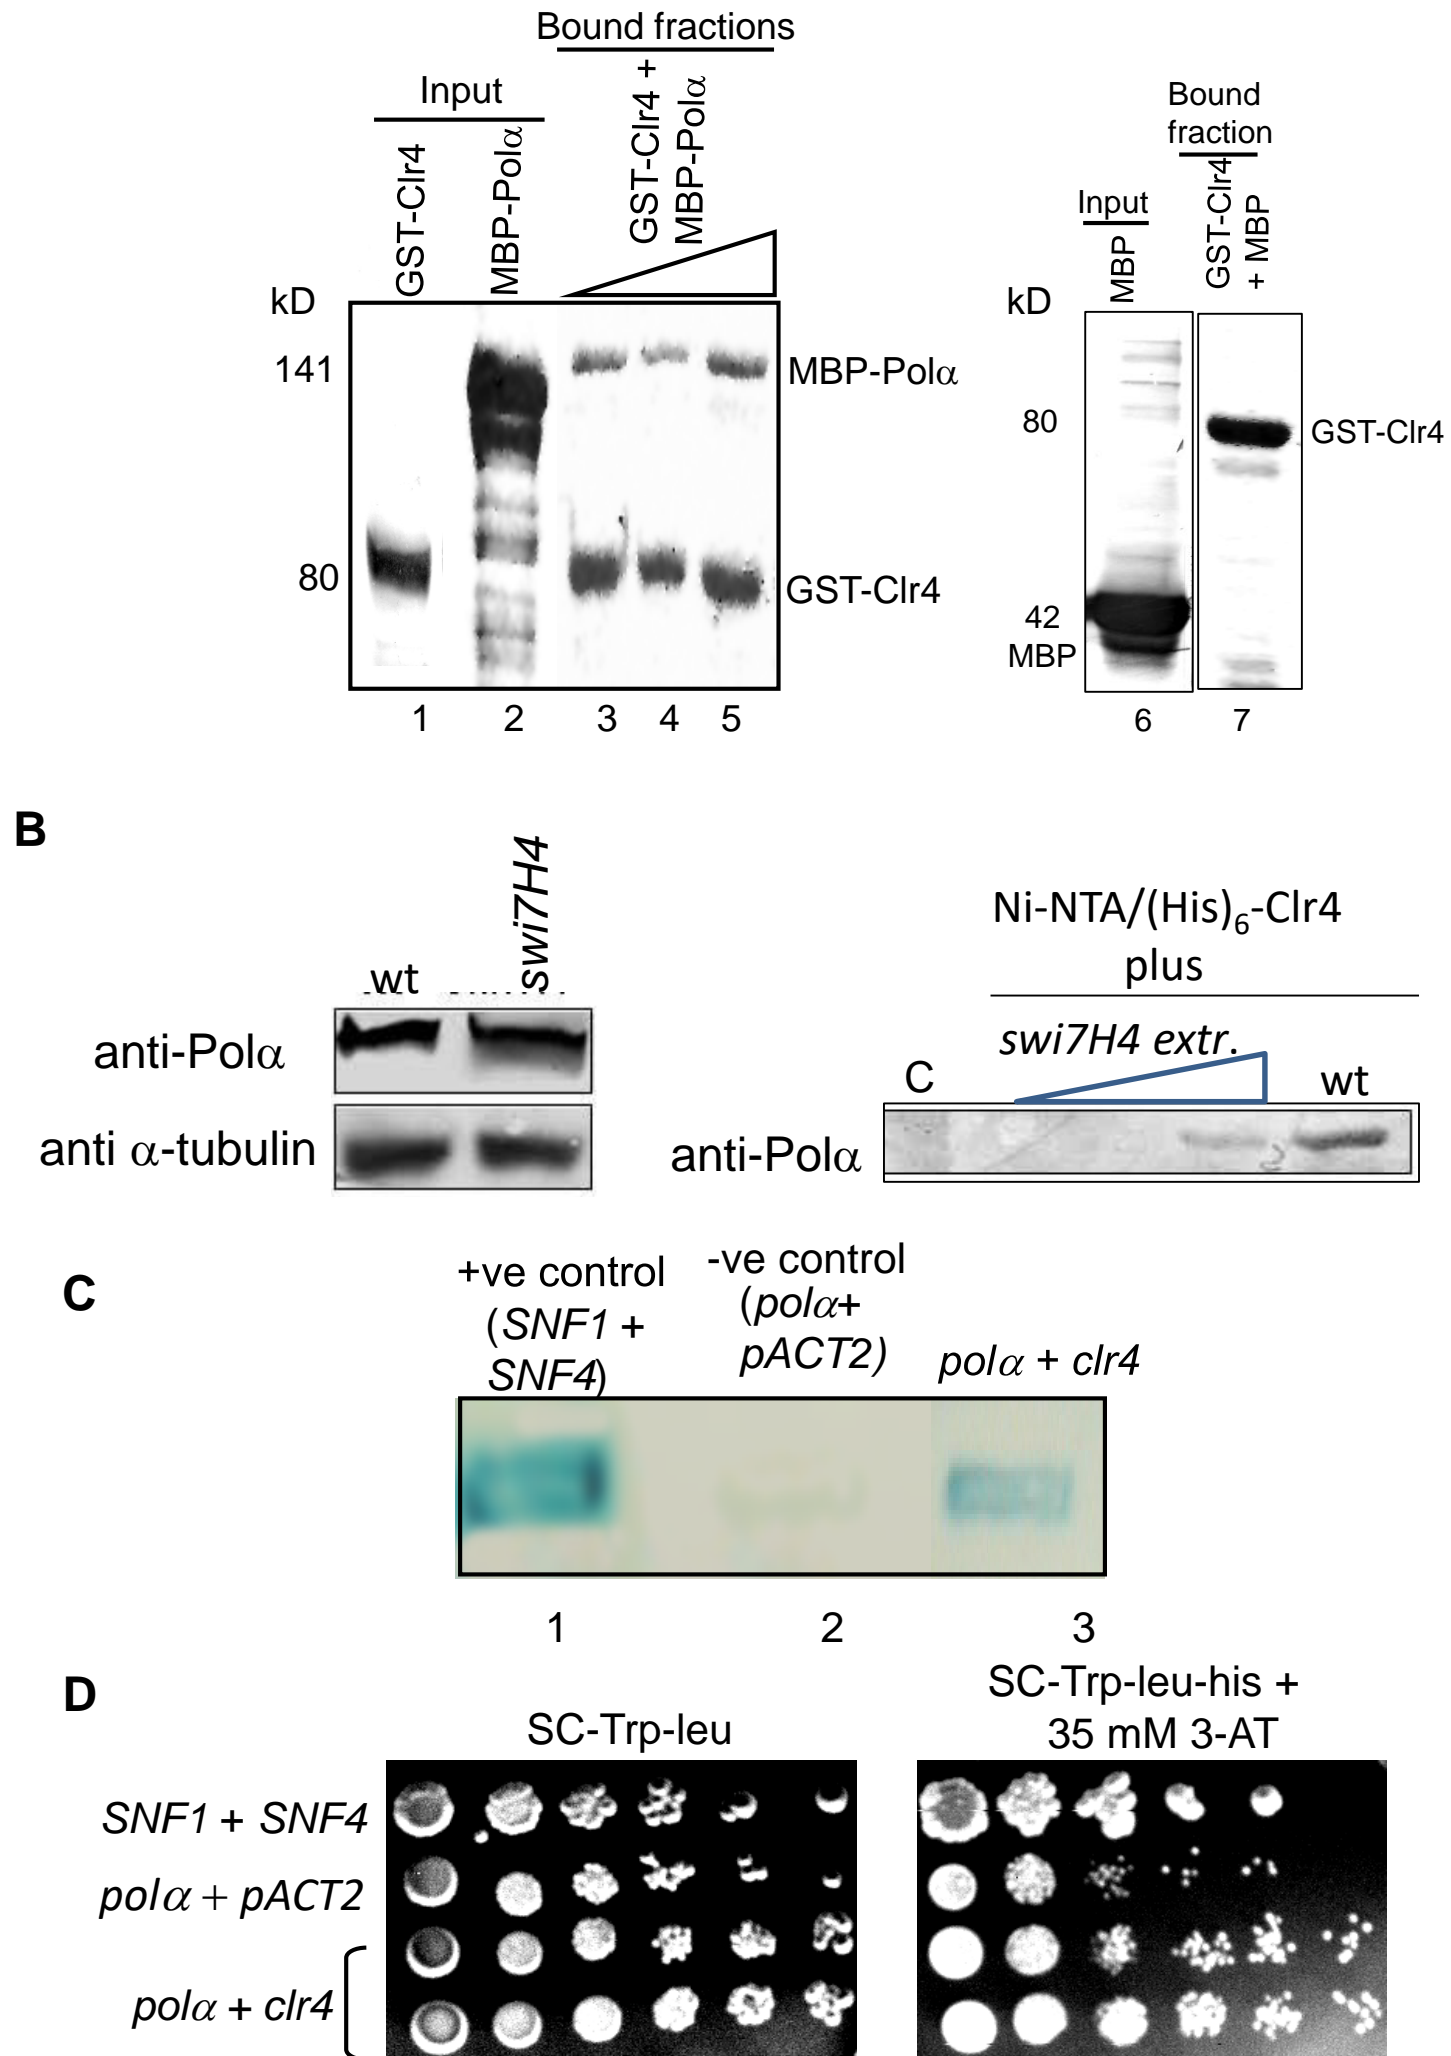 Bound fractions
Input
GST-Clr4
MBP-Polα
GST-Clr4 +
MBP-Polα
kD
141
80
MBP-Polα
GST-Clr4
1 2 3 4 5
Bound
fraction
Input
MBP
GST-Clr4
+ MBP
kD
80
42
MBP
GST-Clr4
6 7
B
wt
swi7H4
anti-Polα
anti α-tubulin
Ni-NTA/(His)6-Clr4
plus
swi7H4 extr.
C
wt
anti-Polα
C
+ve control
(SNF1 +
SNF4)
-ve control
(polα+
pACT2)
polα + clr4
1 2 3
D
SC-Trp-leu
SC-Trp-leu-his +
35 mM 3-AT
SNF1 + SNF4
polα + pACT2
polα + clr4